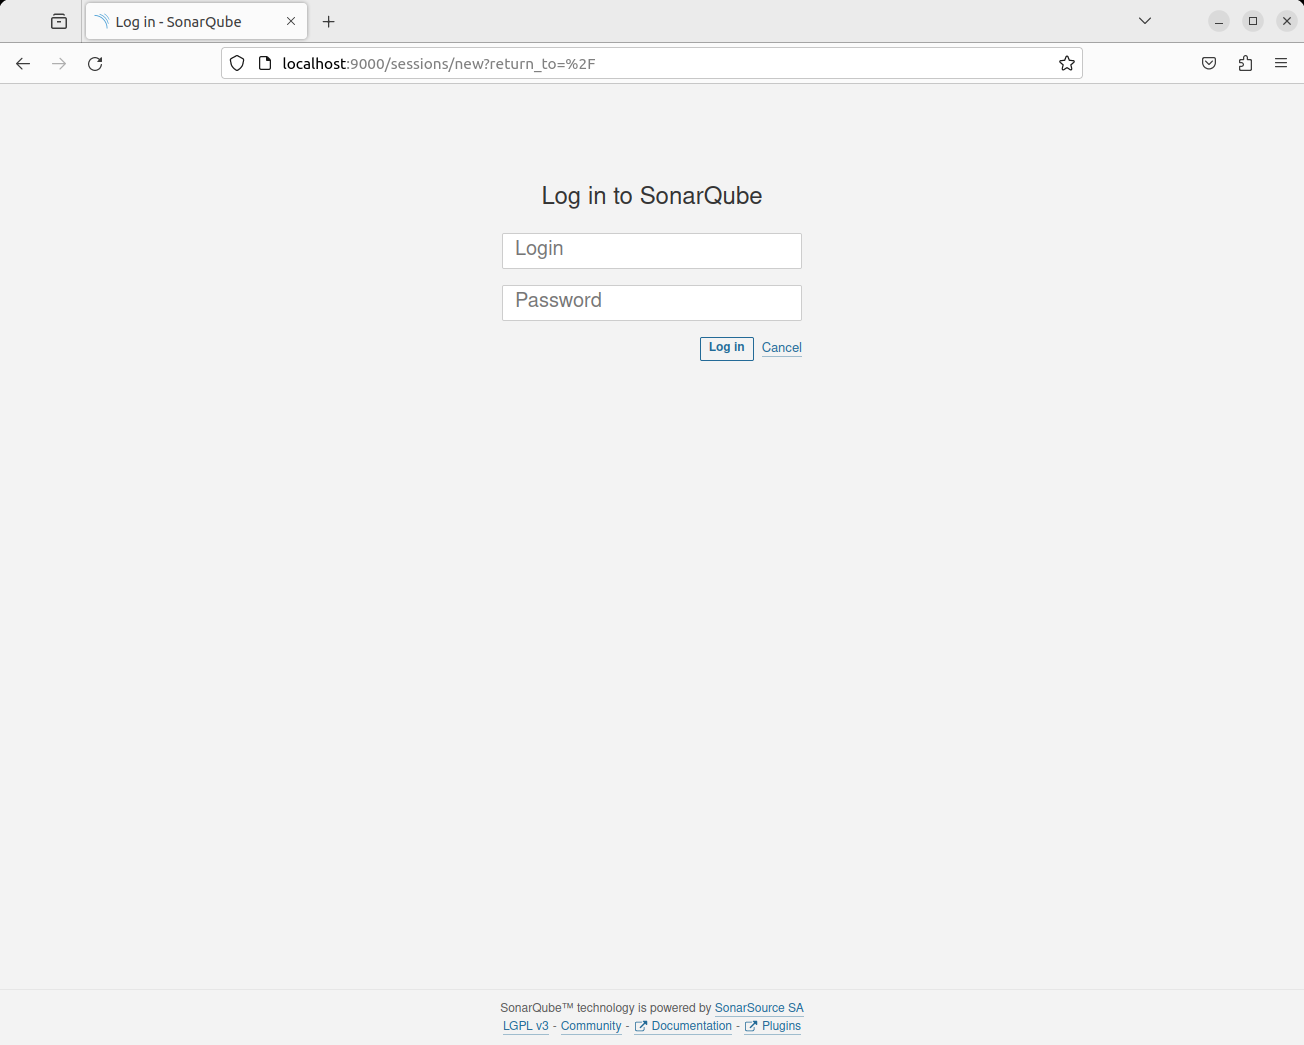 Log in - SonarQube
localhost:9000/sessions/new?return_to=%2F
Log in to SonarQube
Login
Password
Log in Cancel
SonarQube™ technology is powered by SonarSource SA
LGPL v3 - Community - Documentation - Plugins